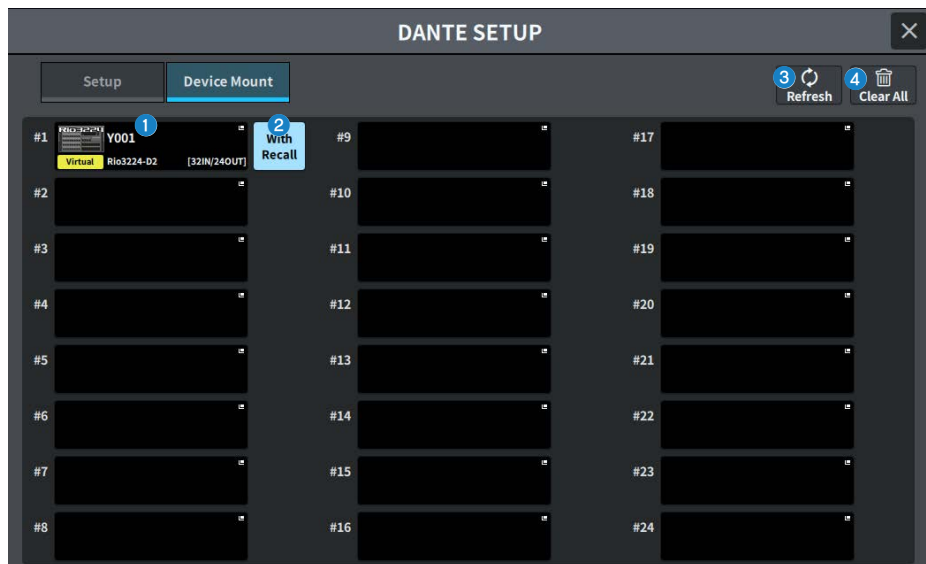 DANTE SETUP
Setup
Device Mount
3
Refresh
4
Clear All
#1
Rio3224
Y001
1
Virtual
Rio3224-D2
[32IN/24OUT]
2
With
Recall
#9
#17
#2
#10
#18
#3
#11
#19
#4
#12
#20
#5
#13
#21
#6
#14
#22
#7
#15
#23
#8
#16
#24